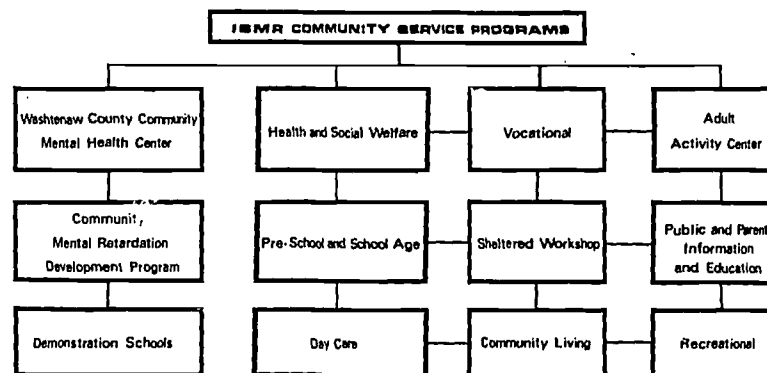 ISMR COMMUNITY SERVICE PROGRAMS
Washtenaw County Community
Mental Health Center
Health and Social Welfare
Vocational
Adult
Activity Center
Community,
Mental Retardation
Development Program
Pre-School and School Age
Sheltered Workshop
Public and Parent
Information
and Education
Demonstration Schools
Day Care
Community Living
Recreational